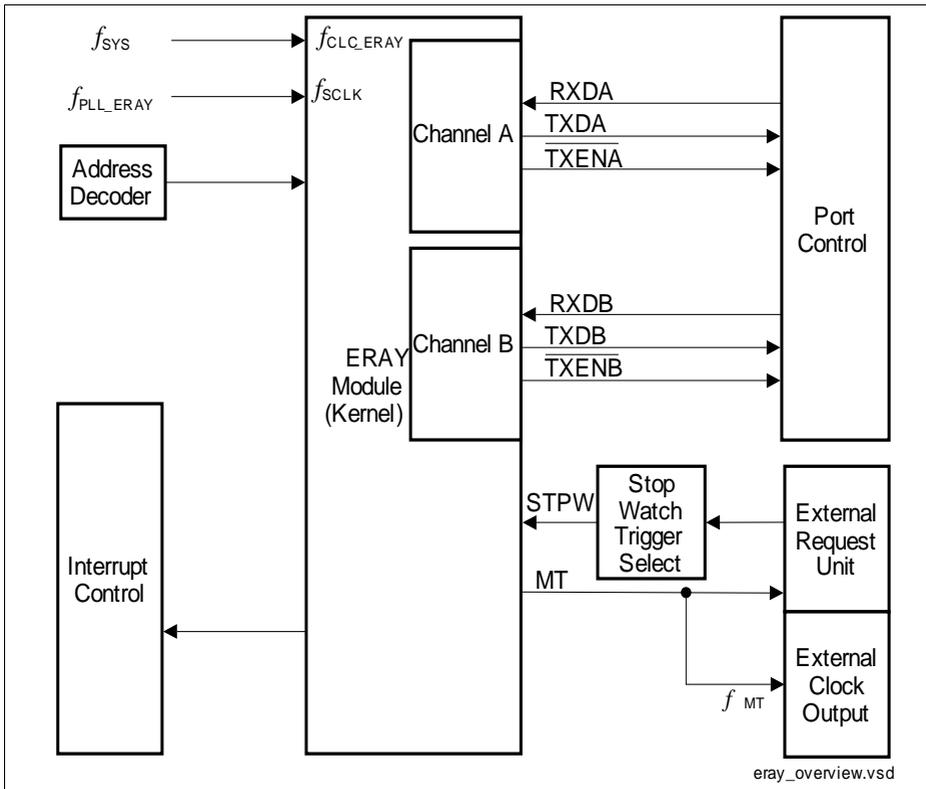 fSYS
fCLC_ERAY
fPLL_ERAY
fSCLK
Address
Decoder
Channel A
RXDA
TXDA
TXENA
Port
Control
Channel B
RXDB
TXDB
TXENB
ERAY
Module
(Kernel)
Interrupt
Control
STPW
Stop
Watch
Trigger
Select
External
Request
Unit
MT
fMT
External
Clock
Output
eray_overview.vsd